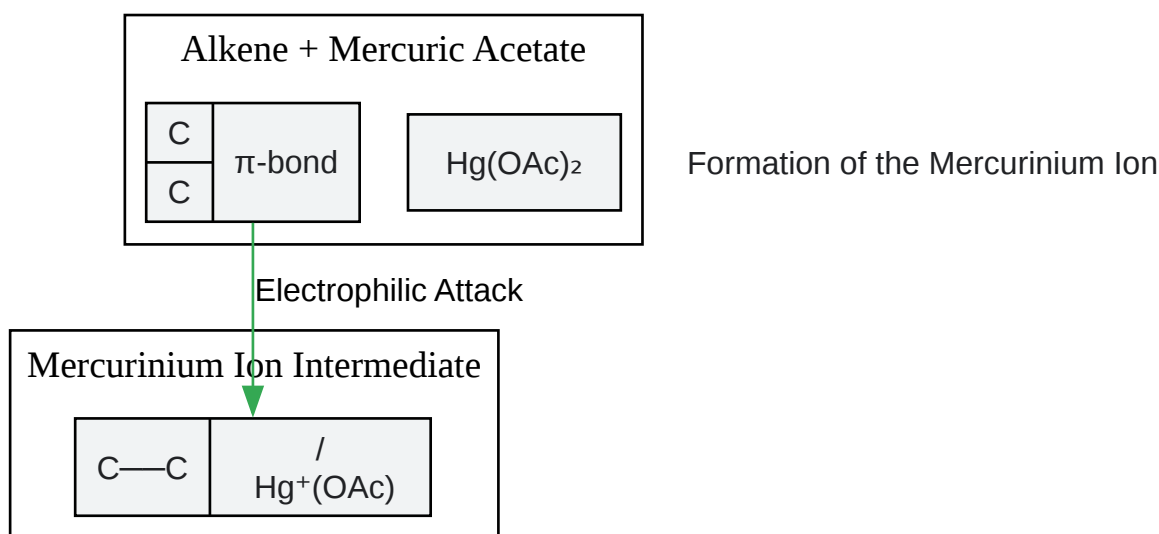 Alkene + Mercuric Acetate
C
C
π-bond
Hg(OAc)₂
Formation of the Mercurinium Ion
Electrophilic Attack
Mercurinium Ion Intermediate
C──C
/
Hg⁺(OAc)